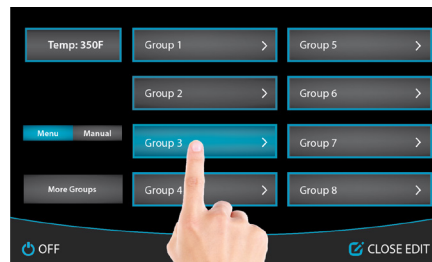 Temp: 350F
Group 1
Group 5
Group 2
Group 6
Menu
Manual
Group 3
Group 7
More Groups
Group 4
Group 8
OFF
CLOSE EDIT